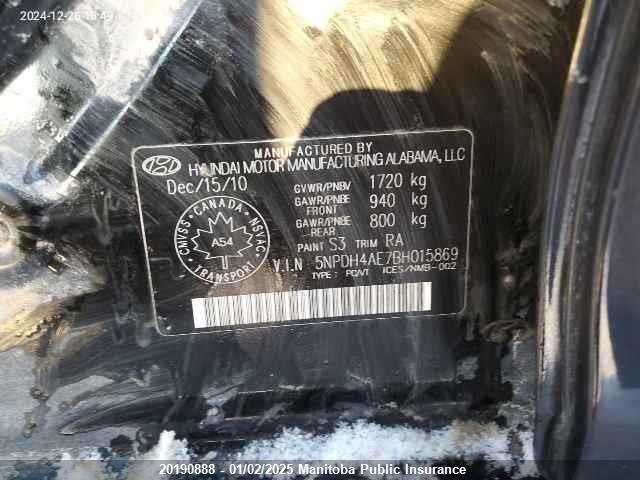 2024-12-26 16:49
MANUFACTURED BY
HYUNDAI MOTOR MANUFACTURING ALABAMA, LLC
Dec/15/10
GVWR/PNBV 1720 kg
GAWR/PNBE FRONT 940 kg
GAWR/PNBE REAR 800 kg
PAINT S3 TRIM RA
CANADA
CMVSS A54 NSVAC
TRANSPORT
V.I.N 5NPDH4AE7BH015869
TYPE : PC/VT ICES/NMB-002
20190888 - 01/02/2025 Manitoba Public Insurance